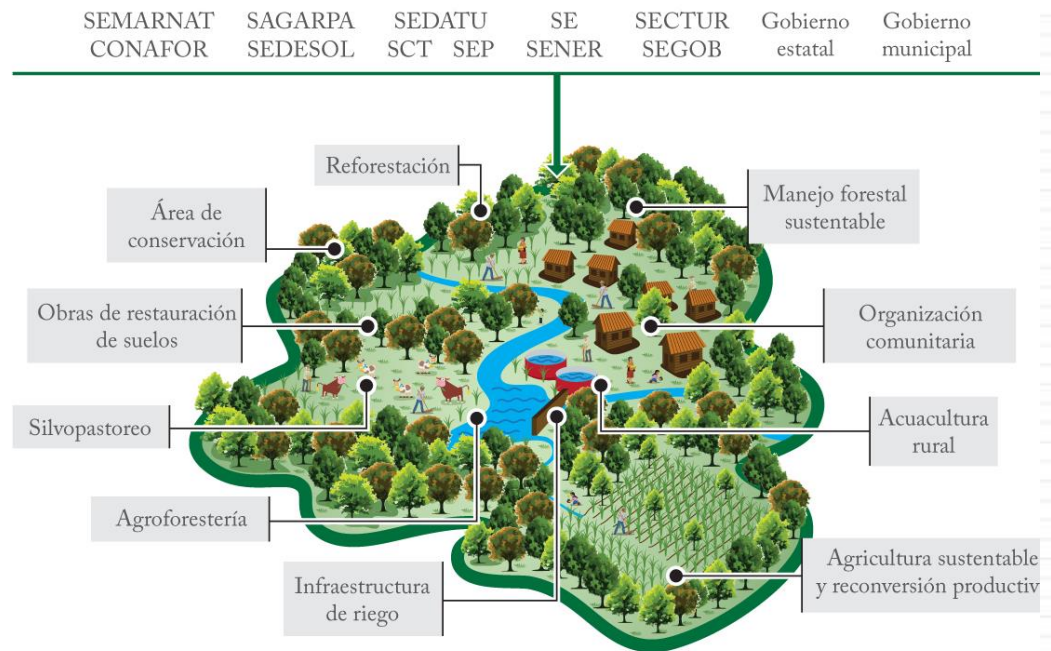 SEMARNAT SAGARPA SEDATU SE SECTUR Gobierno Gobierno
CONAFOR SEDESOL SCT SEP SENER SEGOB estatal municipal
Reforestación
Área de
conservación
Manejo forestal
sustentable
Obras de restauración
de suelos
Organización
comunitaria
Silvopastoreo
Acuacultura
rural
Agroforestería
Infraestructura
de riego
Agricultura sustentable
y reconversión productiv